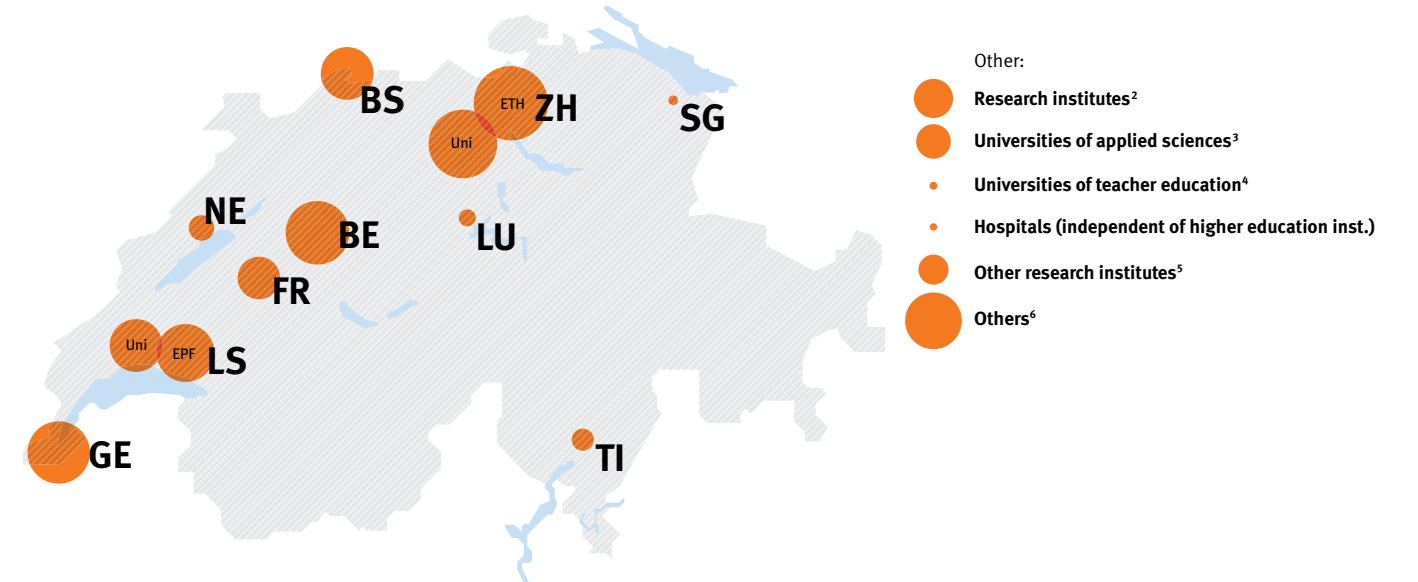 BS
ETH
ZH
Uni
SG
NE
BE
LU
FR
Uni
EPF
LS
GE
TI
Other:
Research institutes²
Universities of applied sciences³
Universities of teacher education⁴
Hospitals (independent of higher education inst.)
Other research institutes⁵
Others⁶